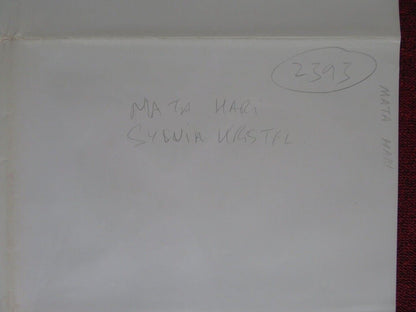 2393
MATA HARI
SYLVIA KRISTEL
MATA HARI